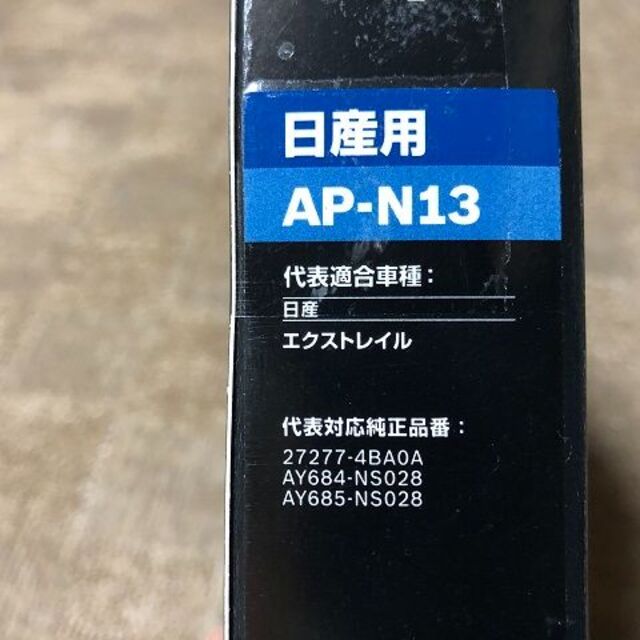 日産用
AP-N13
代表適合車種：
日産
エクストレイル
代表対応純正品番：
27277-4BA0A
AY684-NS028
AY685-NS028